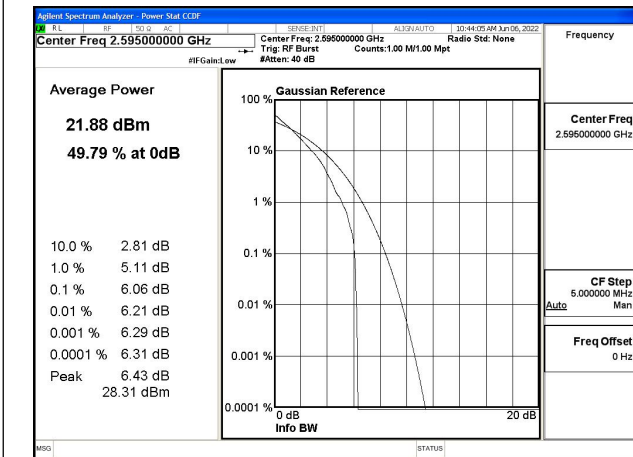 Agilent Spectrum Analyzer - Power Stat CCDF
RL RF 50 Ω AC SENSE:INT ALIGN AUTO 10:44:05 AM Jun 06, 2022
Center Freq 2.595000000 GHz
#IFGain:Low
Center Freq: 2.595000000 GHz Radio Std: None
Trig: RF Burst Counts:1.00 M/1.00 Mpt
#Atten: 40 dB
Average Power
21.88 dBm
49.79 % at 0dB
10.0 % 2.81 dB
1.0 % 5.11 dB
0.1 % 6.06 dB
0.01 % 6.21 dB
0.001 % 6.29 dB
0.0001 % 6.31 dB
Peak 6.43 dB
28.31 dBm
Gaussian Reference
100 %
10 %
1 %
0.1 %
0.01 %
0.001 %
0.0001 %
0 dB 20 dB
Info BW
Frequency
Center Freq
2.595000000 GHz
CF Step
5.000000 MHz
Auto Man
Freq Offset
0 Hz
MSG STATUS